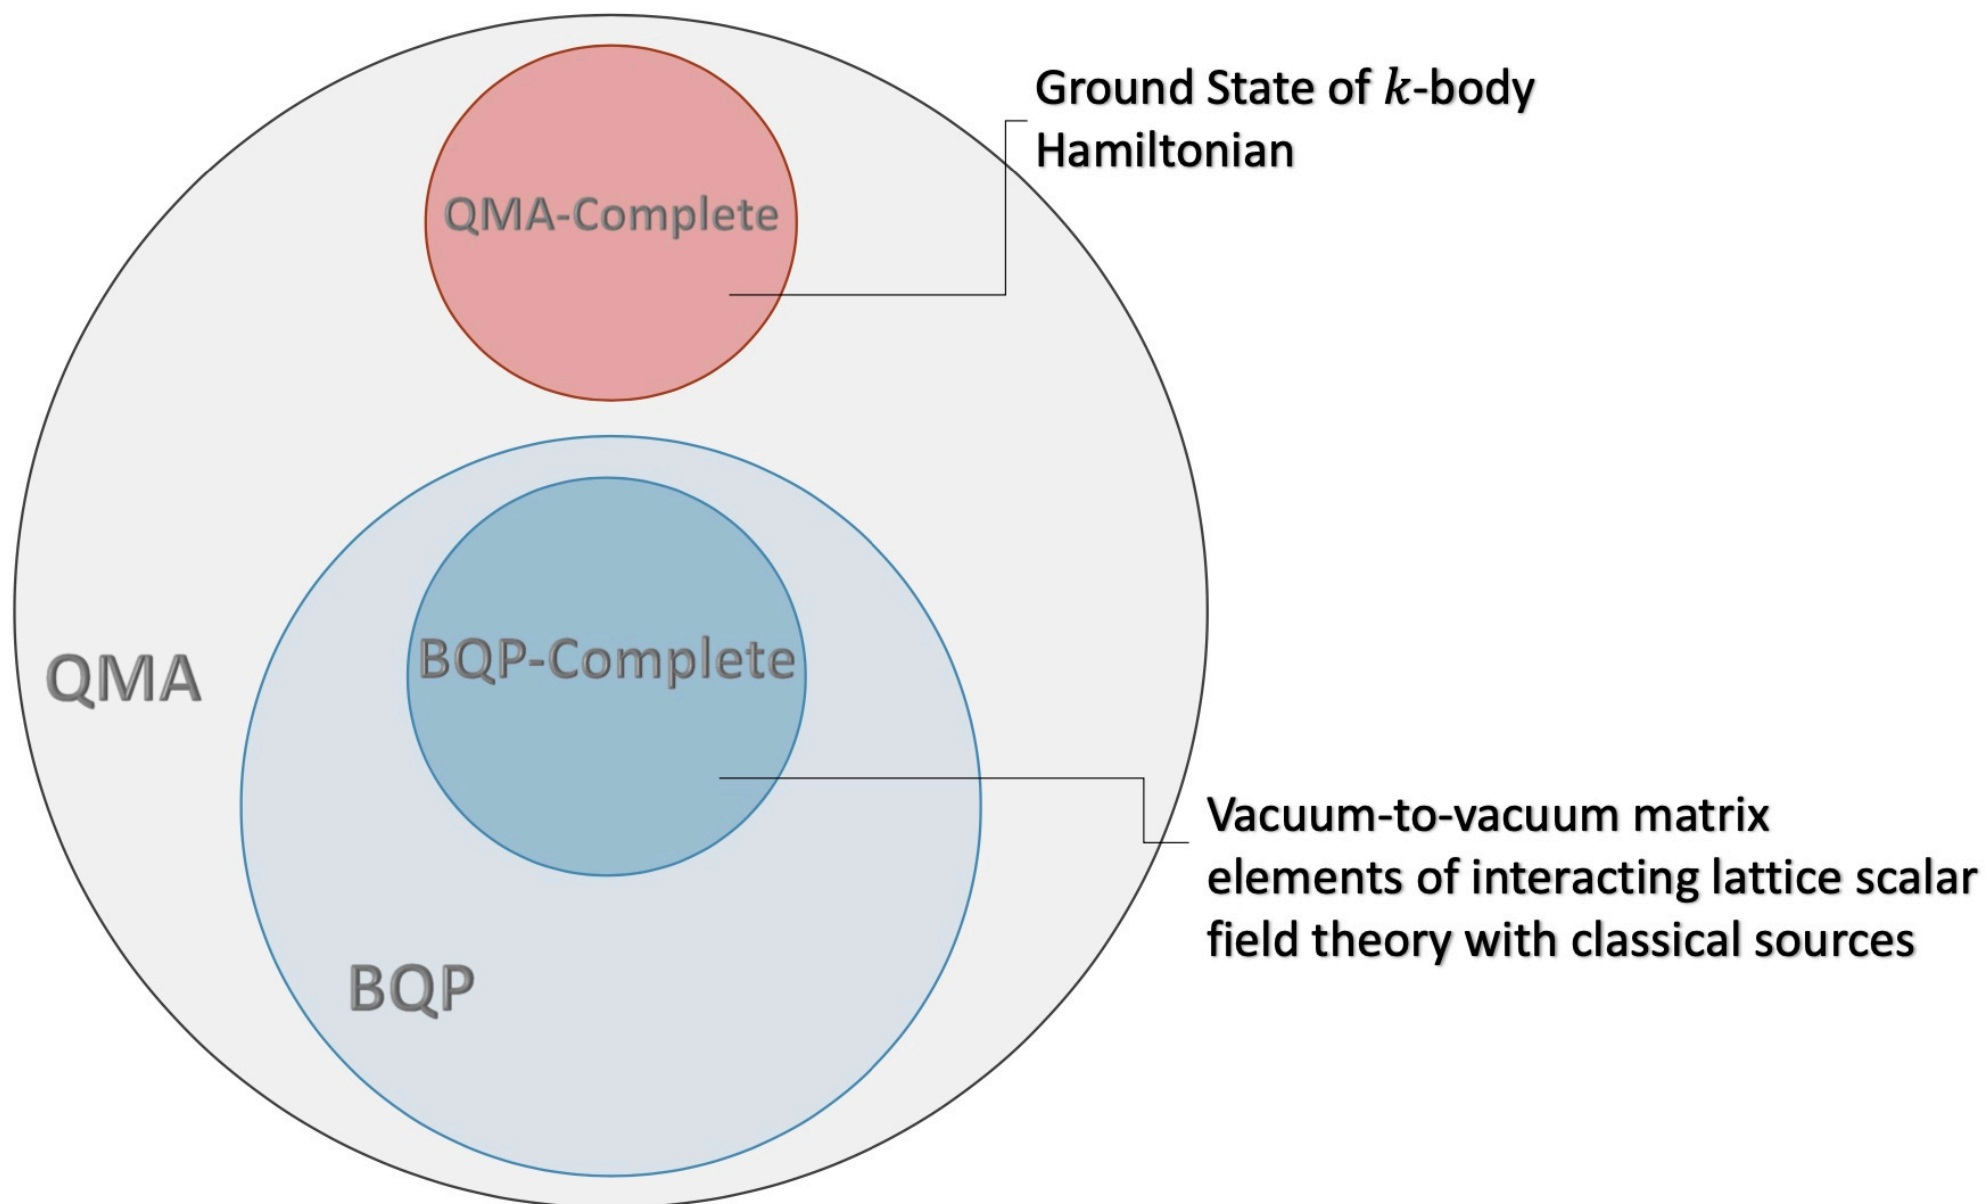 Ground State of k-body
Hamiltonian
QMA-Complete
BQP-Complete
QMA
Vacuum-to-vacuum matrix
elements of interacting lattice scalar
field theory with classical sources
BQP